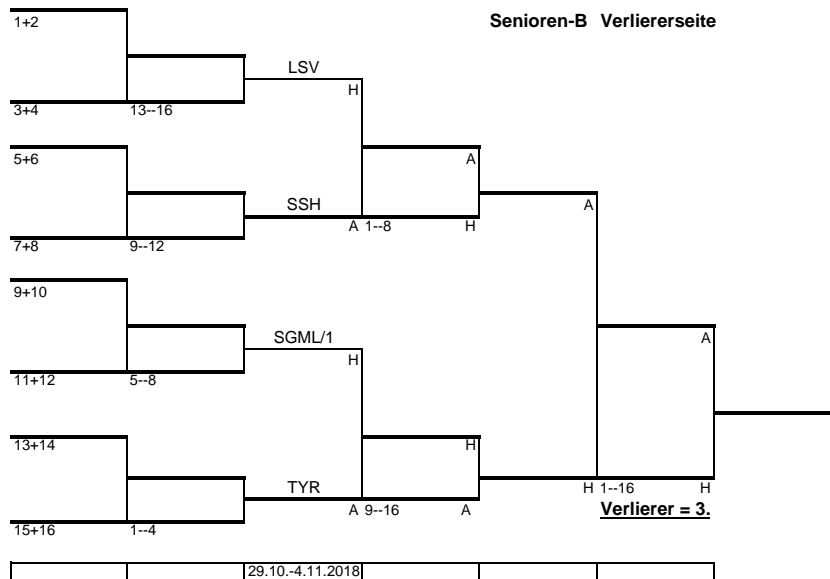 Senioren-B Verliererseite
1+2
LSV
H
3+4 13--16
5+6
A
SSH
A
A 1--8 H
7+8 9--12
9+10
SGML/1
A
H
11+12 5--8
13+14
H
TYR
H 1--16 H
A 9--16 A
Verlierer = 3.
15+16 1--4
29.10.-4.11.2018